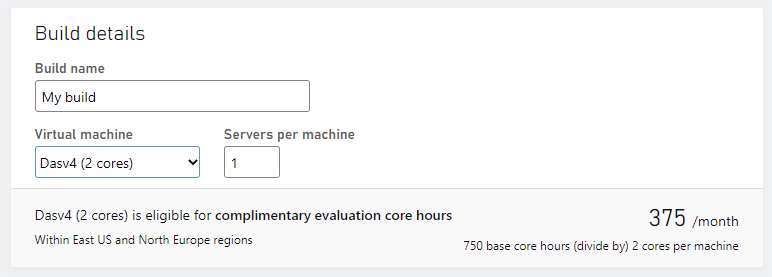 Build details
Build name
My build
Virtual machine
Servers per machine
Dasv4 (2 cores)
1
Dasv4 (2 cores) is eligible for complimentary evaluation core hours
375 /month
Within East US and North Europe regions
750 base core hours (divide by) 2 cores per machine